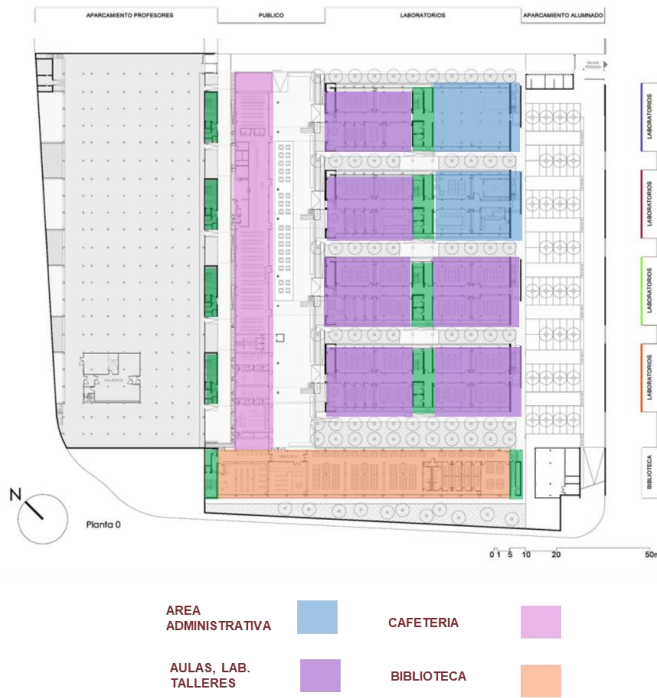 APARCAMIENTO PROFESORES
PUBLICO
LABORATORIOS
APARCAMIENTO ALUMNADO
LABORATORIOS
LABORATORIOS
LABORATORIOS
LABORATORIOS
BIBLIOTECA
N
Planta 0
0 1 5 10 20 50m
AREA
ADMINISTRATIVA
CAFETERIA
AULAS, LAB.
TALLERES
BIBLIOTECA